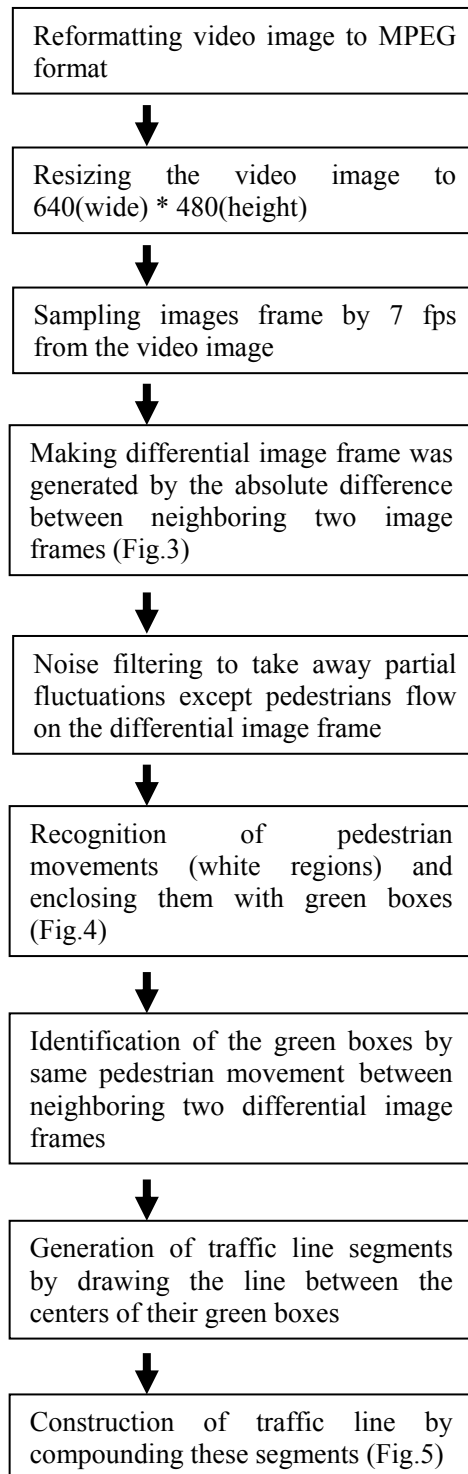 Reformatting video image to MPEG
format
Resizing the video image to
640(wide) * 480(height)
Sampling images frame by 7 fps
from the video image
Making differential image frame was
generated by the absolute difference
between neighboring two image
frames (Fig.3)
Noise filtering to take away partial
fluctuations except pedestrians flow
on the differential image frame
Recognition of pedestrian
movements (white regions) and
enclosing them with green boxes
(Fig.4)
Identification of the green boxes by
same pedestrian movement between
neighboring two differential image
frames
Generation of traffic line segments
by drawing the line between the
centers of their green boxes
Construction of traffic line by
compounding these segments (Fig.5)